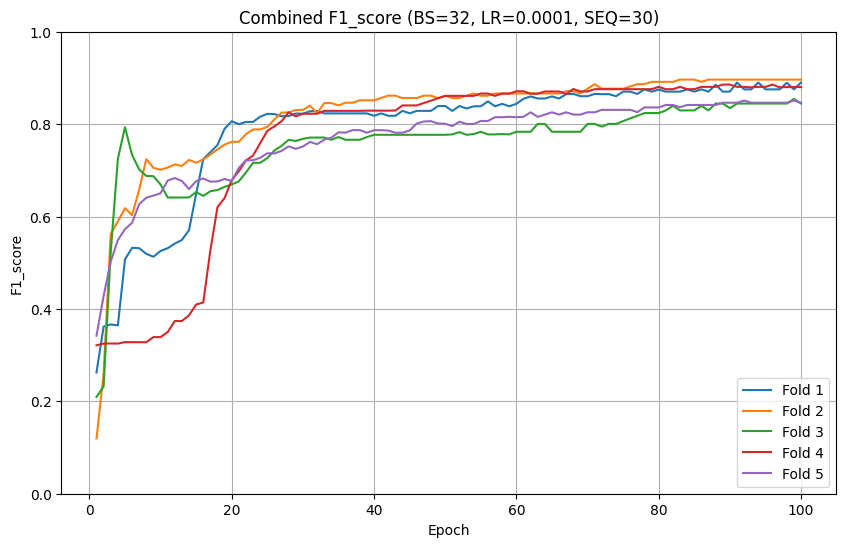 Combined F1_score (BS=32, LR=0.0001, SEQ=30)
F1_score
1.0
0.8
0.6
0.4
0.2
0.0
0 20 40 60 80 100
Epoch
Fold 1
Fold 2
Fold 3
Fold 4
Fold 5